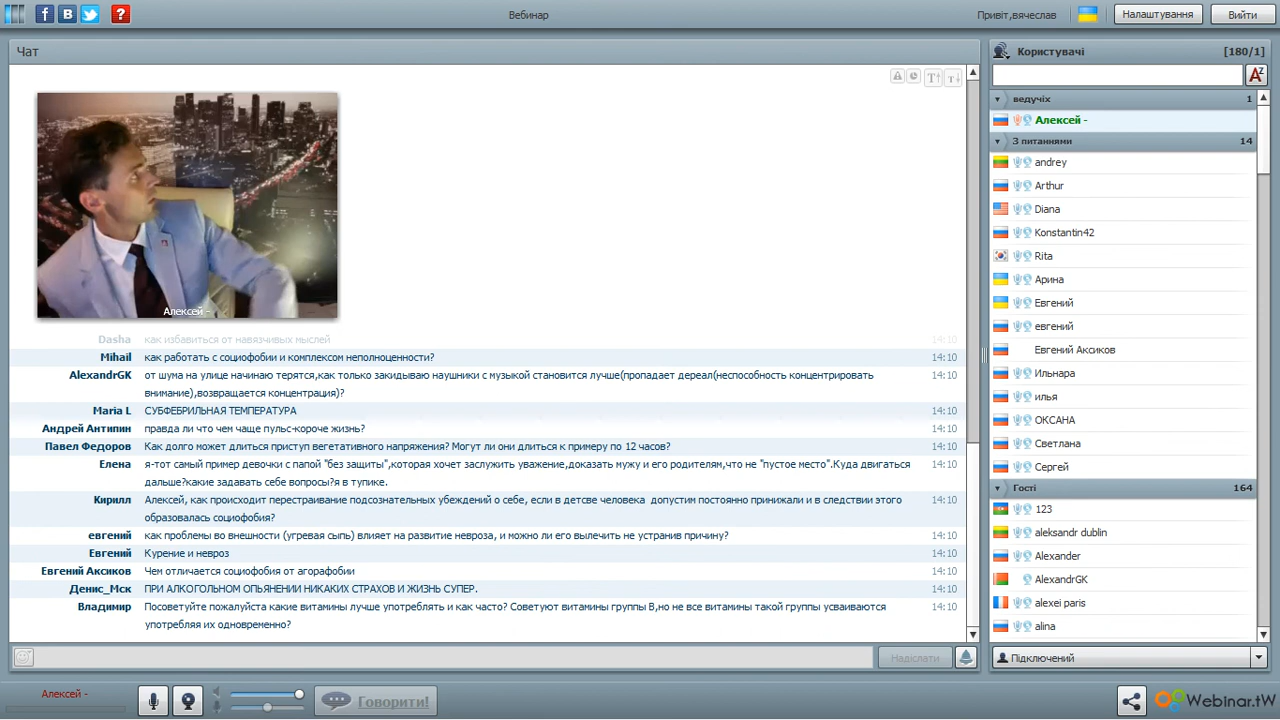 f B ?
Вебинар
Привіт,вячеслав
Налаштування
Вийти
Чат
Користувачі [180/1]
ведучіх 1
Алексей -
З питаннями 14
andrey
Arthur
Diana
Konstantin42
Rita
Арина
Евгений
евгений
Евгений Аксиков
Ильнара
илья
ОКСАНА
Светлана
Сергей
Гості 164
123
aleksandr dublin
Alexander
AlexandrGK
alexei paris
alina
Підключений
Алексей -
Dasha как избавиться от навязчивых мыслей 14:10
Mihail как работать с социофобии и комплексом неполноценности? 14:10
AlexandrGK от шума на улице начинаю терятся,как только закидываю наушники с музыкой становится лучше(пропадает дереал(неспособность концентрировать 14:10
внимание),возвращается концентрация)?
Maria L СУБФЕБРИЛЬНАЯ ТЕМПЕРАТУРА 14:10
Андрей Антипин правда ли что чем чаще пульс-короче жизнь? 14:10
Павел Федоров Как долго может длиться приступ вегетативного напряжения? Могут ли они длиться к примеру по 12 часов? 14:10
Елена я-тот самый пример девочки с папой "без защиты",которая хочет заслужить уважение,доказать мужу и его родителям,что не "пустое место".Куда двигаться 14:10
дальше?какие задавать себе вопросы?я в тупике.
Кирилл Алексей, как происходит перестраивание подсознательных убеждений о себе, если в детсве человека допустим постоянно принижали и в следствии этого 14:10
образовалась социофобия?
евгений как проблемы во внешности (угревая сыпь) влияет на развитие невроза, и можно ли его вылечить не устранив причину? 14:10
Евгений Курение и невроз 14:10
Евгений Аксиков Чем отличается социофобия от агорафобии 14:10
Денис_Мск ПРИ АЛКОГОЛЬНОМ ОПЬЯНЕНИИ НИКАКИХ СТРАХОВ И ЖИЗНЬ СУПЕР. 14:10
Владимир Посоветуйте пожалуйста какие витамины лучше употреблять и как часто? Советуют витамины группы В,но не все витамины такой группы усваиваются 14:10
употребляя их одновременно?
Надіслати
Алексей -
Говорити!
Webinar.tw